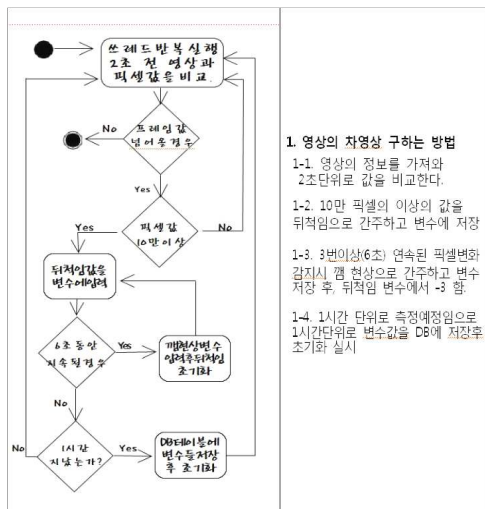 쓰레드반복실행
2초 전 영상과
픽셀값을 비교.
No
프레임값
넘어올경우
Yes
픽셀값
10만이상
Yes
No
뒤척임값을
변수에입력
6초동안
지속될경우
Yes
깸현상변수
입력후뒤척임
초기화
No
1시간
지났는가?
No
Yes
DB테이블에
변수들저장
후 초기화
1. 영상의 차영상 구하는 방법
1-1. 영상의 정보를 가져와
2초단위로 값을 비교한다.
1-2. 10만 픽셀의 이상의 값을
뒤척임으로 간주하고 변수에 저장
1-3. 3번이상(6초) 연속된 픽셀변화
감지시 깸 현상으로 간주하고 변수
저장 후, 뒤척임 변수에서 -3 함.
1-4. 1시간 단위로 측정예정임으로
1시간단위로 변수값을 DB에 저장후
초기화 실시